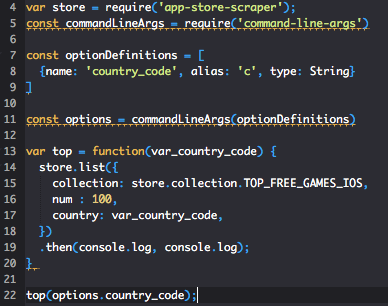 4 var store = require('app-store-scraper');
5 const commandLineArgs = require('command-line-args')
6
7 const optionDefinitions = [
8   {name: 'country_code', alias: 'c', type: String}
9 ]
10
11 const options = commandLineArgs(optionDefinitions)
12
13 var top = function(var_country_code) {
14   store.list({
15     collection: store.collection.TOP_FREE_GAMES_IOS,
16     num : 100,
17     country: var_country_code,
18   })
19   .then(console.log, console.log);
20 }
21
22 top(options.country_code);